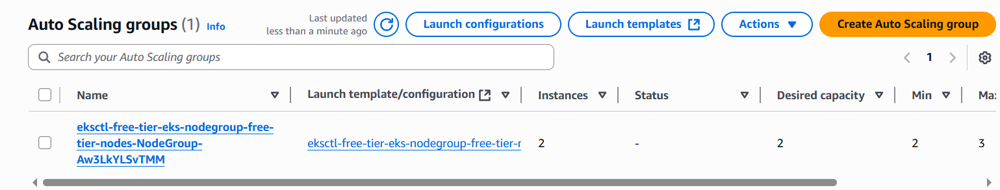 Auto Scaling groups (1) Info
Last updated
less than a minute ago
Launch configurations
Launch templates
Actions
Create Auto Scaling group
Search your Auto Scaling groups
1
Name
Launch template/configuration
Instances
Status
Desired capacity
Min
Max
eksctl-free-tier-eks-nodegroup-free-
tier-nodes-NodeGroup-
Aw3LkYLSvTMM
eksctl-free-tier-eks-nodegroup-free-tier-r
2
-
2
2
3